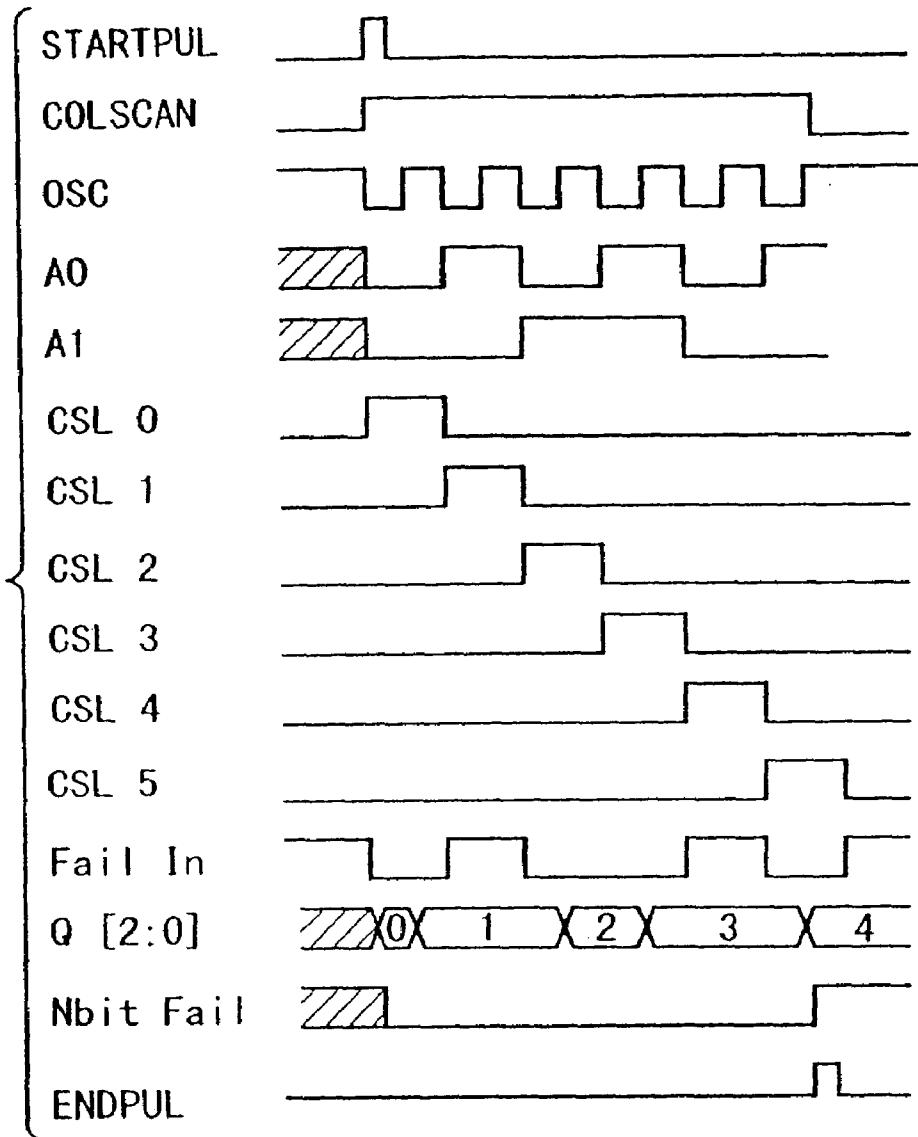 STARTPUL
COLSCAN
OSC
A0
A1
CSL 0
CSL 1
CSL 2
CSL 3
CSL 4
CSL 5
Fail In
Q [2:0] 0 1 2 3 4
Nbit Fail
ENDPUL